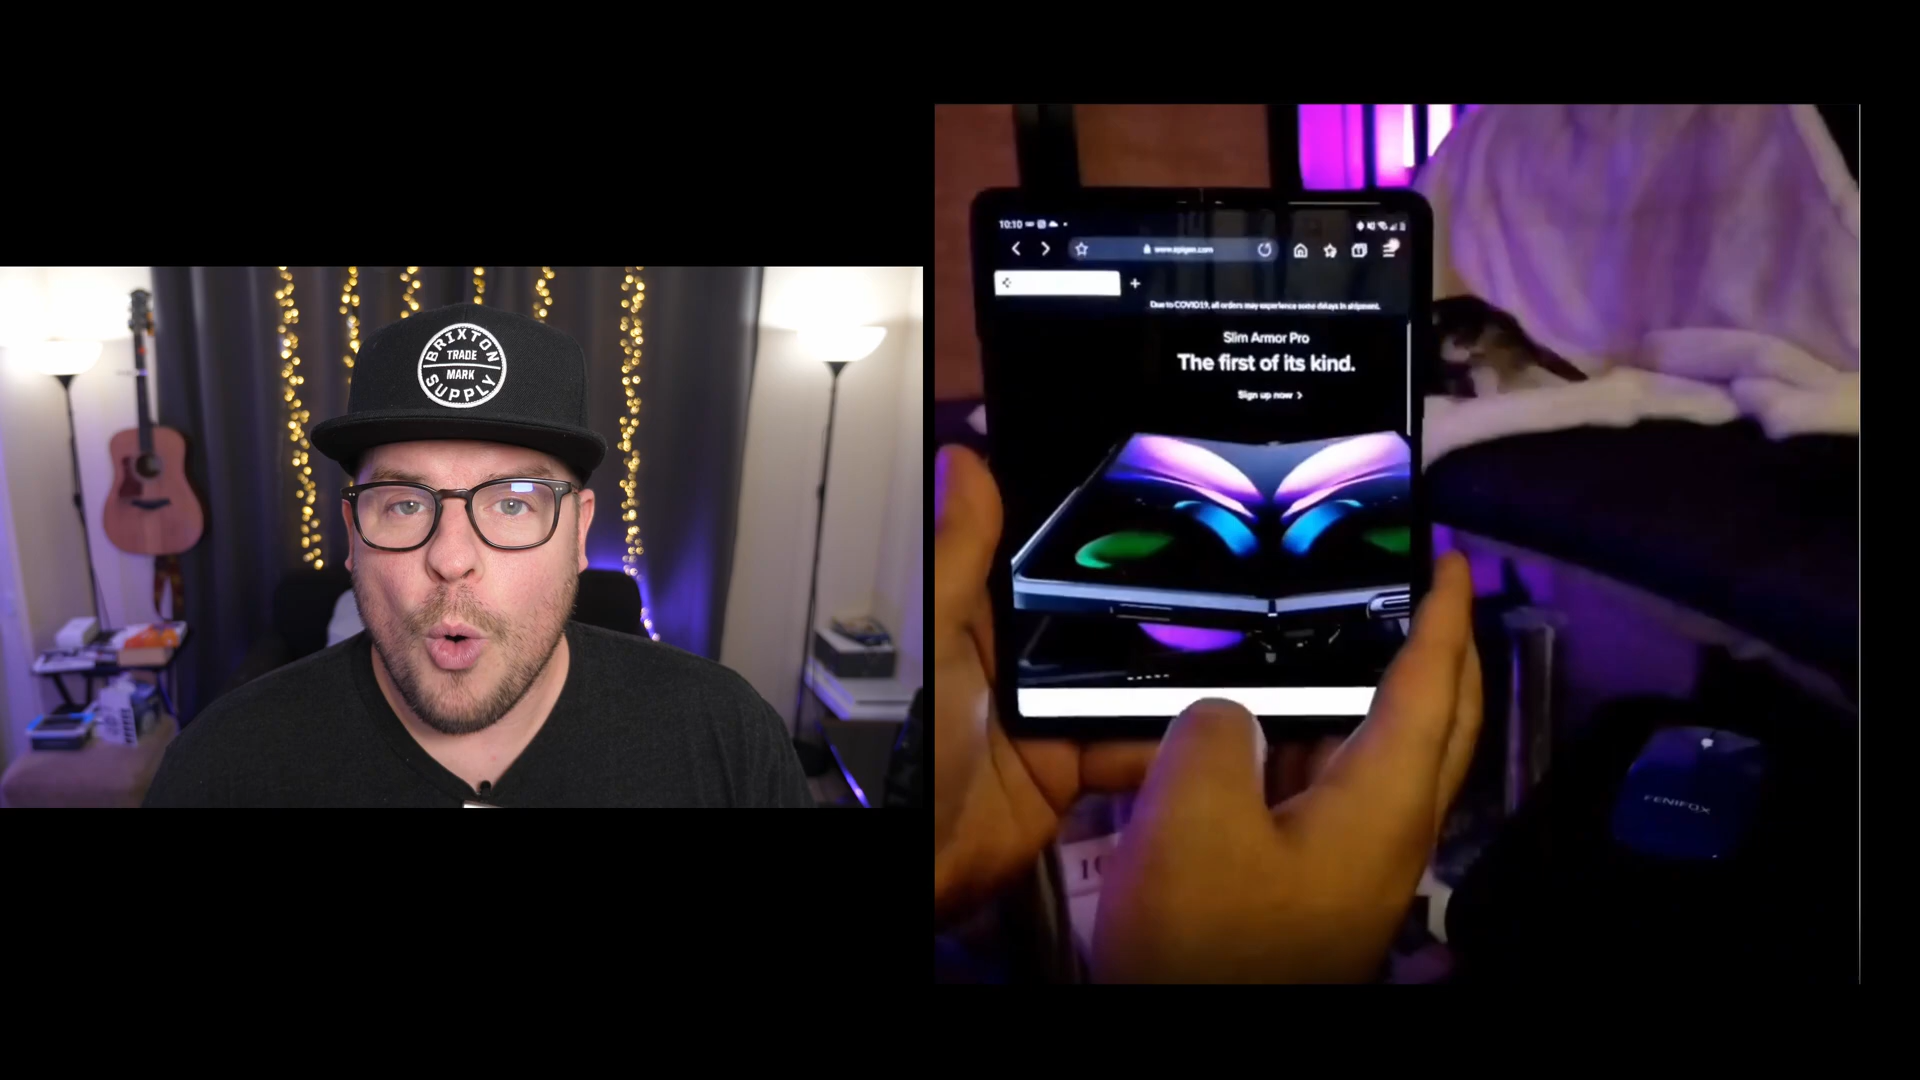 BRIXTON
TRADE
MARK
SUPPLY
10:10
www.spigen.com
Due to COVID19, all orders may experience some delays in shipment.
Slim Armor Pro
The first of its kind.
Sign up now >
FENIFOX